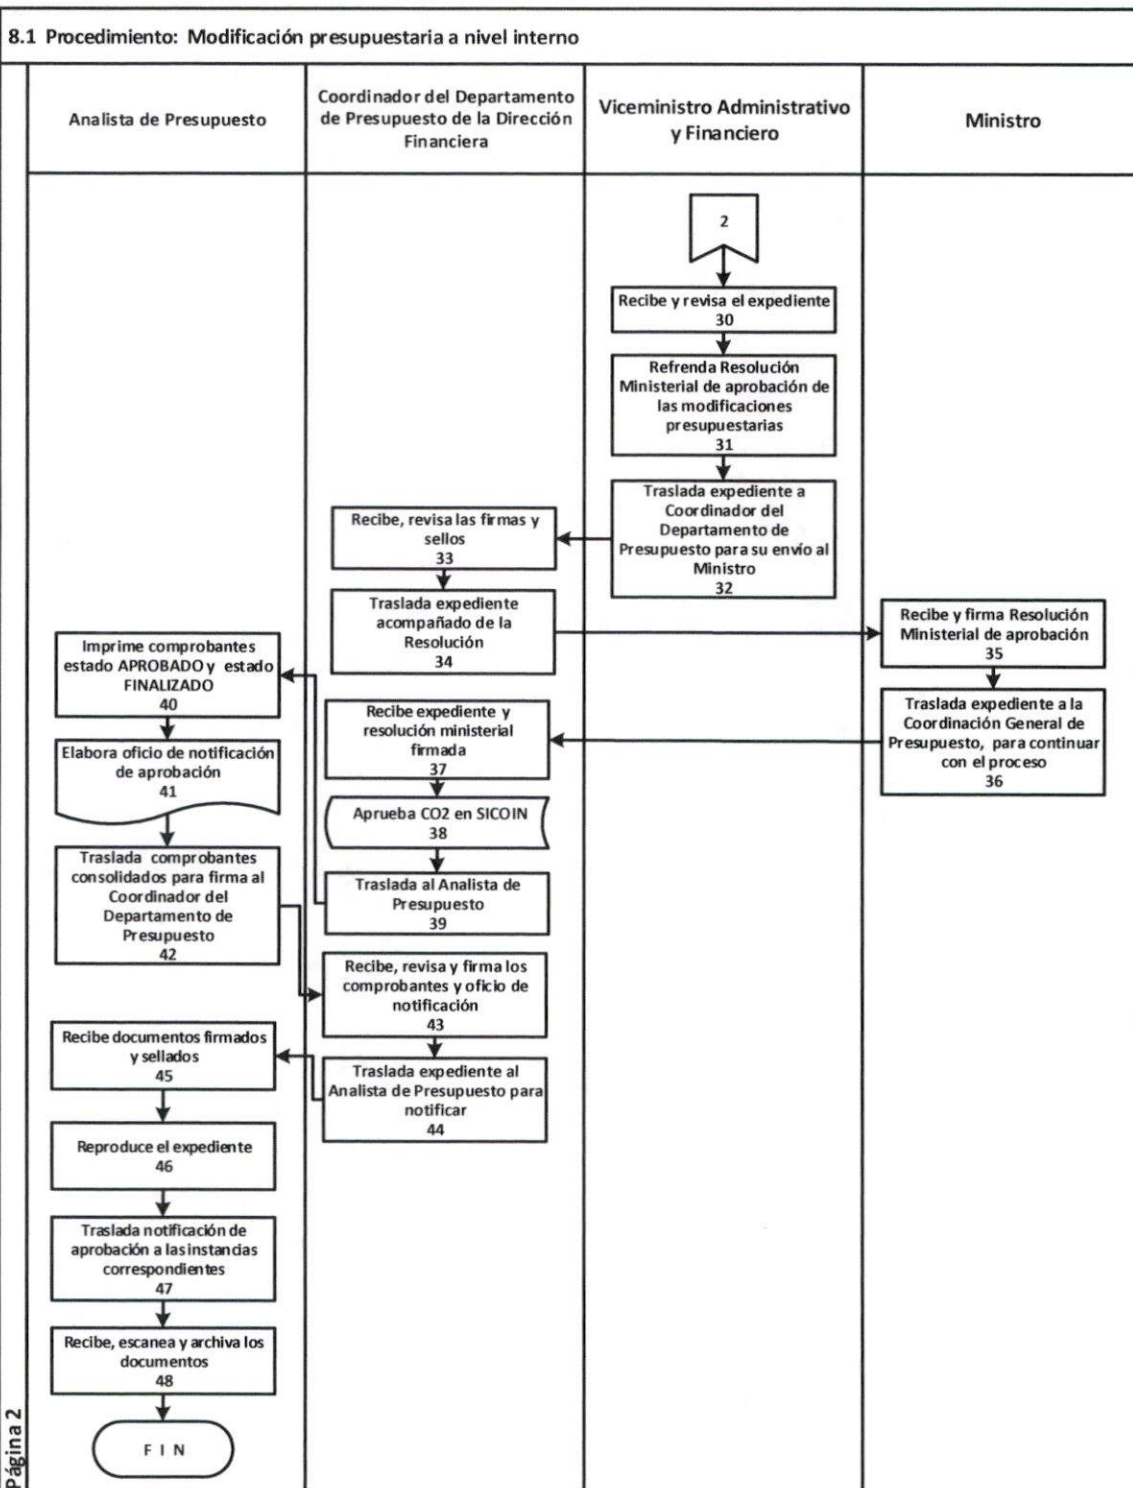 8.1 Procedimiento: Modificación presupuestaria a nivel interno
Analista de Presupuesto
Coordinador del Departamento
de Presupuesto de la Dirección
Financiera
Viceministro Administrativo
y Financiero
Ministro
2
Recibe y revisa el expediente
30
Refrenda Resolución
Ministerial de aprobación de
las modificaciones
presupuestarias
31
Traslada expediente a
Coordinador del
Departamento de
Presupuesto para su envío al
Ministro
32
Recibe, revisa las firmas y
sellos
33
Traslada expediente
acompañado de la
Resolución
34
Recibe y firma Resolución
Ministerial de aprobación
35
Traslada expediente a la
Coordinación General de
Presupuesto, para continuar
con el proceso
36
Recibe expediente y
resolución ministerial
firmada
37
Aprueba CO2 en SICOIN
38
Traslada al Analista de
Presupuesto
39
Imprime comprobantes
estado APROBADO y estado
FINALIZADO
40
Elabora oficio de notificación
de aprobación
41
Traslada comprobantes
consolidados para firma al
Coordinador del
Departamento de
Presupuesto
42
Recibe, revisa y firma los
comprobantes y oficio de
notificación
43
Traslada expediente al
Analista de Presupuesto para
notificar
44
Recibe documentos firmados
y sellados
45
Reproduce el expediente
46
Traslada notificación de
aprobación a las instancias
correspondientes
47
Recibe, escanea y archiva los
documentos
48
F I N
Página 2